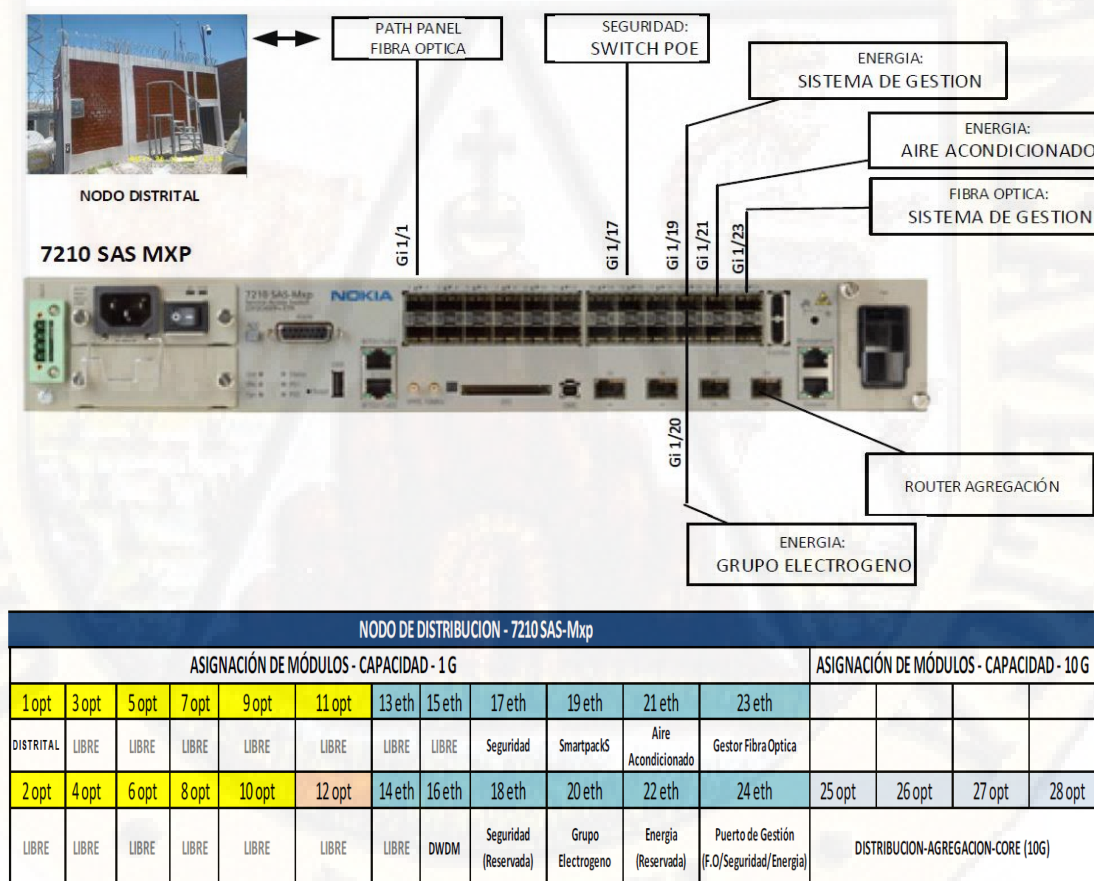 PATH PANEL
FIBRA OPTICA
SEGURIDAD:
SWITCH POE
ENERGIA:
SISTEMA DE GESTION
ENERGIA:
AIRE ACONDICIONADO
FIBRA OPTICA:
SISTEMA DE GESTION
NODO DISTRITAL
7210 SAS MXP
Gi 1/1
Gi 1/17
Gi 1/19
Gi 1/21
Gi 1/23
7210 SAS-Mxp
NOKIA
Gi 1/20
ROUTER AGREGACIÓN
ENERGIA:
GRUPO ELECTROGENO
NODO DE DISTRIBUCION - 7210 SAS-Mxp
ASIGNACIÓN DE MÓDULOS - CAPACIDAD - 1 G
ASIGNACIÓN DE MÓDULOS - CAPACIDAD - 10 G
1 opt 3 opt 5 opt 7 opt 9 opt 11 opt 13 eth 15 eth 17 eth 19 eth 21 eth 23 eth
DISTRITAL LIBRE LIBRE LIBRE LIBRE LIBRE LIBRE LIBRE Seguridad SmartpackS Aire Acondicionado Gestor Fibra Optica
2 opt 4 opt 6 opt 8 opt 10 opt 12 opt 14 eth 16 eth 18 eth 20 eth 22 eth 24 eth 25 opt 26 opt 27 opt 28 opt
LIBRE LIBRE LIBRE LIBRE LIBRE LIBRE LIBRE DWDM Seguridad (Reservada) Grupo Electrogeno Energia (Reservada) Puerto de Gestión (F.O/Seguridad/Energia) DISTRIBUCION-AGREGACION-CORE (10G)